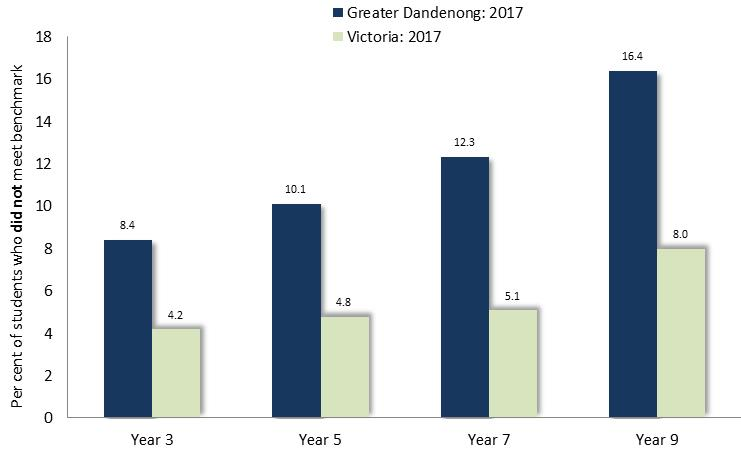 Greater Dandenong: 2017
Victoria: 2017
Per cent of students who did not meet benchmark
18
16
14
12
10
8
6
4
2
0
8.4
4.2
10.1
4.8
12.3
5.1
16.4
8.0
Year 3
Year 5
Year 7
Year 9